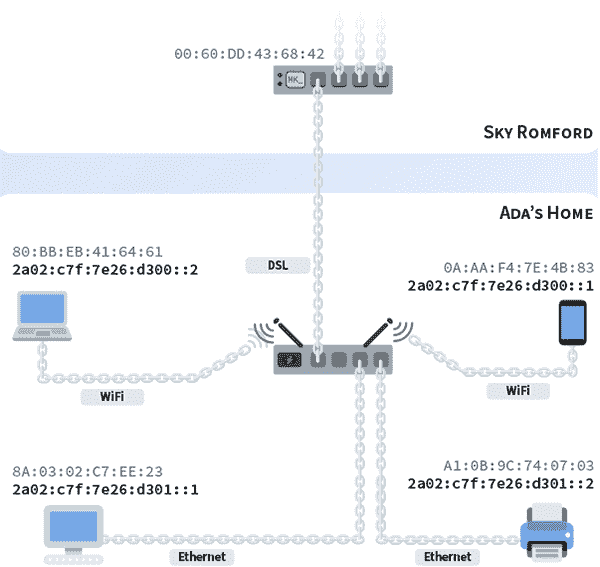 00:60:DD:43:68:42
Sky Romford
Ada's Home
DSL
80:BB:EB:41:64:61
2a02:c7f:7e26:d300::2
0A:AA:F4:7E:4B:83
2a02:c7f:7e26:d300::1
WiFi
WiFi
8A:03:02:C7:EE:23
2a02:c7f:7e26:d301::1
A1:0B:9C:74:07:03
2a02:c7f:7e26:d301::2
Ethernet
Ethernet